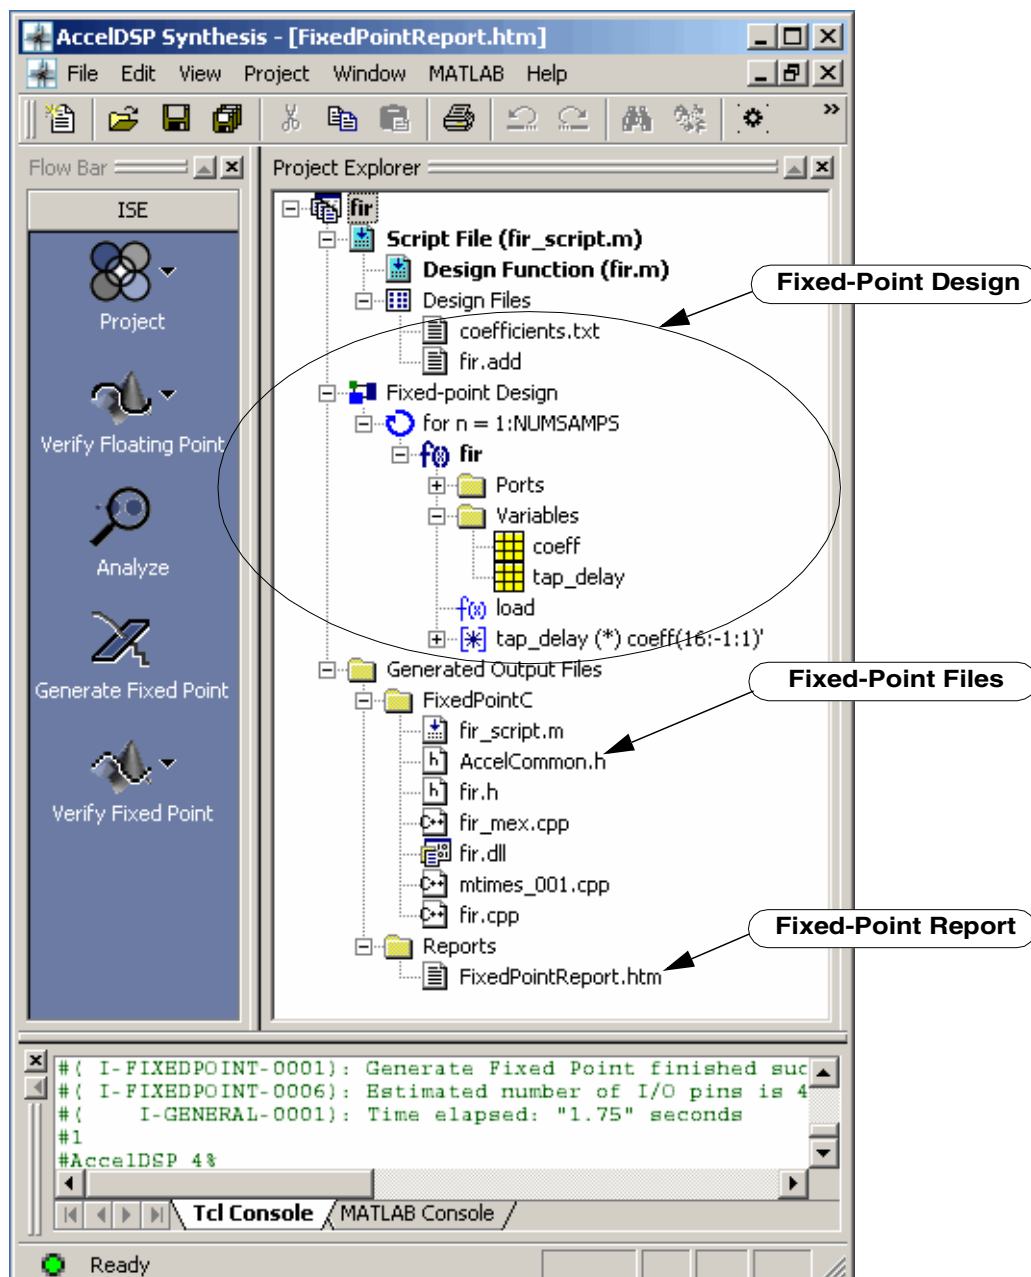 AccelDSP Synthesis - [FixedPointReport.htm]
File Edit View Project Window MATLAB Help
»
Flow Bar
Project Explorer
ISE
Project
Verify Floating Point
Analyze
Generate Fixed Point
Verify Fixed Point
fir
Script File (fir_script.m)
Design Function (fir.m)
Design Files
coefficients.txt
fir.add
Fixed-point Design
for n = 1:NUMSAMPS
fir
Ports
Variables
coeff
tap_delay
load
tap_delay (*) coeff(16:-1:1)'
Generated Output Files
FixedPointC
fir_script.m
AccelCommon.h
fir.h
fir_mex.cpp
fir.dll
mtimes_001.cpp
fir.cpp
Reports
FixedPointReport.htm
Fixed-Point Design
Fixed-Point Files
Fixed-Point Report
#( I-FIXEDPOINT-0001): Generate Fixed Point finished suc
#( I-FIXEDPOINT-0006): Estimated number of I/O pins is 4
#( I-GENERAL-0001): Time elapsed: "1.75" seconds
#1
#AccelDSP 4%
Tcl Console MATLAB Console
Ready